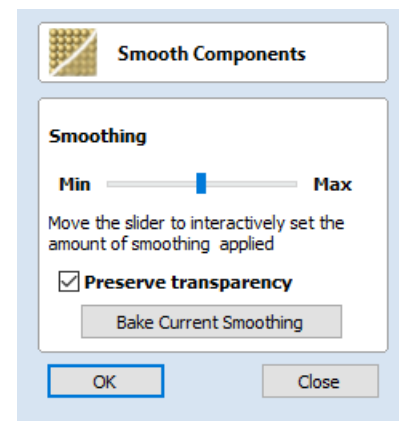 Smooth Components
Smoothing
Min Max
Move the slider to interactively set the
amount of smoothing applied
Preserve transparency
Bake Current Smoothing
OK Close